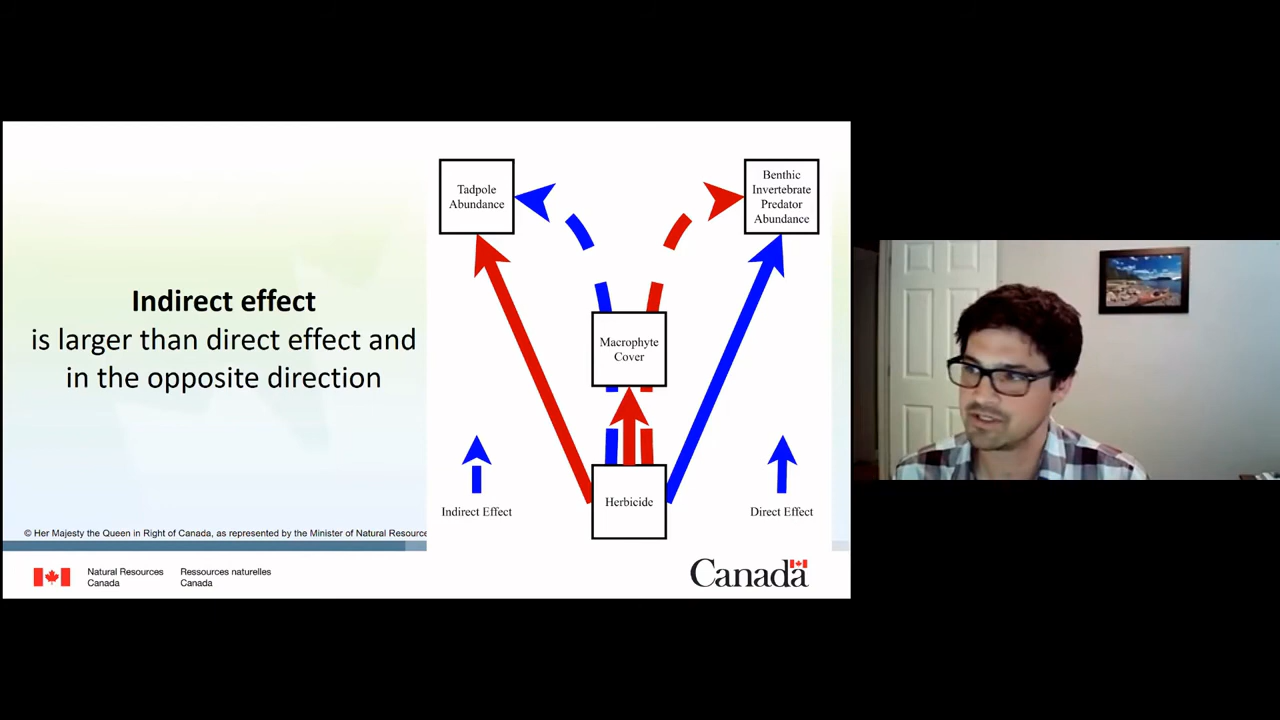 Indirect effect
is larger than direct effect and
in the opposite direction
Tadpole
Abundance
Benthic
Invertebrate
Predator
Abundance
Macrophyte
Cover
Herbicide
Indirect Effect
Direct Effect
© Her Majesty the Queen in Right of Canada, as represented by the Minister of Natural Resource
Natural Resources
Canada
Ressources naturelles
Canada
Canada